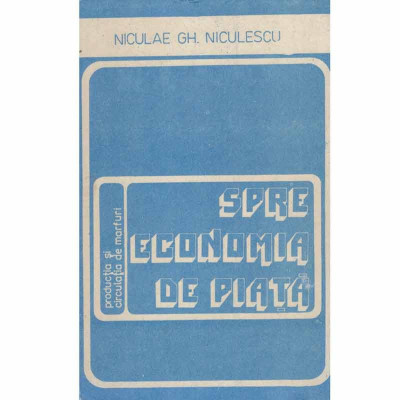 NICULAE GH. NICULESCU
producția și
circulația de mărfuri
SPRE
ECONOMIA
DE PIAȚĂ